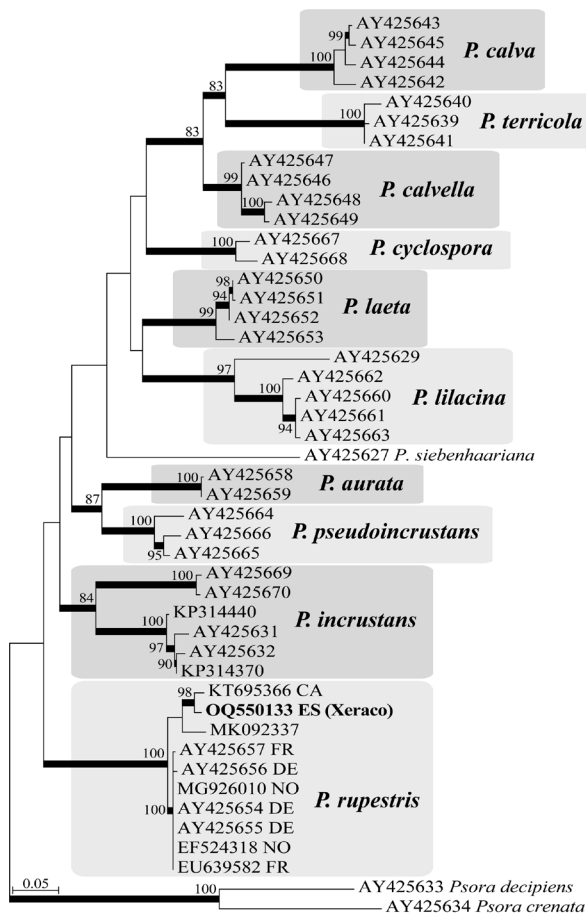 AY425643
99
AY425645
P. calva
100
AY425644
AY425642
83
AY425640
100
AY425639
P. terricola
83
AY425641
AY425647
99
AY425646
P. calvella
100
AY425648
AY425649
100
AY425667
P. cyclospora
AY425668
98
AY425650
94
AY425651
P. laeta
99
AY425652
AY425653
97
AY425629
AY425662
100
AY425660
P. lilacina
AY425661
94
AY425663
AY425627 P. siebenhaariana
100
AY425658
P. aurata
AY425659
87
100
AY425664
AY425666
P. pseudoincrustans
95
AY425665
100
AY425669
AY425670
84
100
KP314440
P. incrustans
AY425631
97
AY425632
90
KP314370
98
KT695366 CA
OQ550133 ES (Xeraco)
MK092337
100
AY425657 FR
AY425656 DE
MG926010 NO
P. rupestris
100
AY425654 DE
AY425655 DE
EF524318 NO
EU639582 FR
0.05
100
AY425633 Psora decipiens
AY425634 Psora crenata